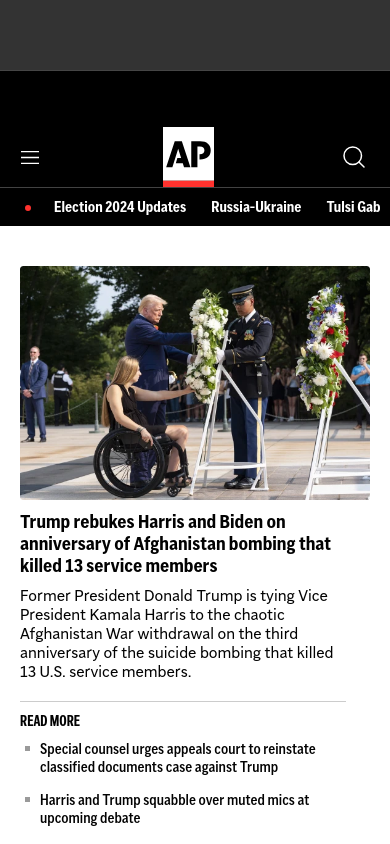 AP
Election 2024 Updates Russia-Ukraine Tulsi Gab
Trump rebukes Harris and Biden on
anniversary of Afghanistan bombing that
killed 13 service members
Former President Donald Trump is tying Vice
President Kamala Harris to the chaotic
Afghanistan War withdrawal on the third
anniversary of the suicide bombing that killed
13 U.S. service members.
READ MORE
Special counsel urges appeals court to reinstate
classified documents case against Trump
Harris and Trump squabble over muted mics at
upcoming debate